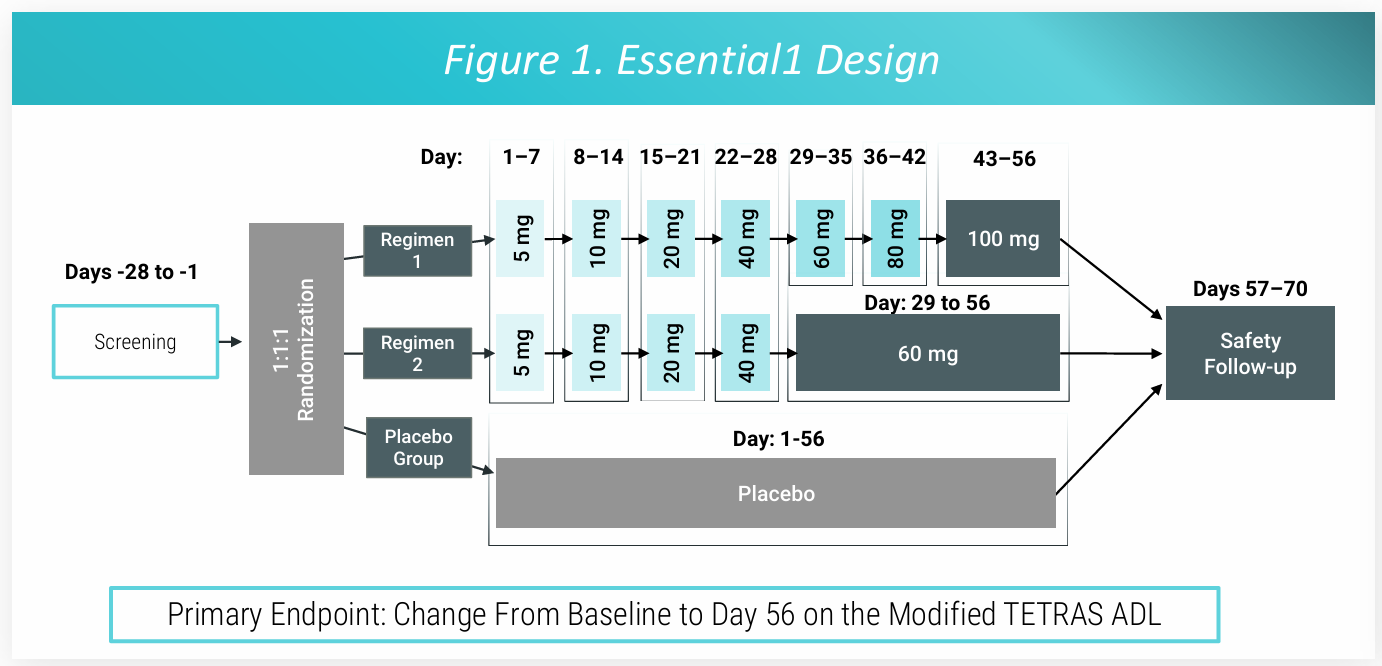 Figure 1. Essential1 Design
Day:
1–7
8–14
15–21
22–28
29–35
36–42
43–56
Days -28 to -1
Screening
1:1:1
Randomization
Regimen
1
5 mg
10 mg
20 mg
40 mg
60 mg
80 mg
100 mg
Regimen
2
5 mg
10 mg
20 mg
40 mg
Day: 29 to 56
60 mg
Placebo
Group
Day: 1-56
Placebo
Days 57–70
Safety
Follow-up
Primary Endpoint: Change From Baseline to Day 56 on the Modified TETRAS ADL